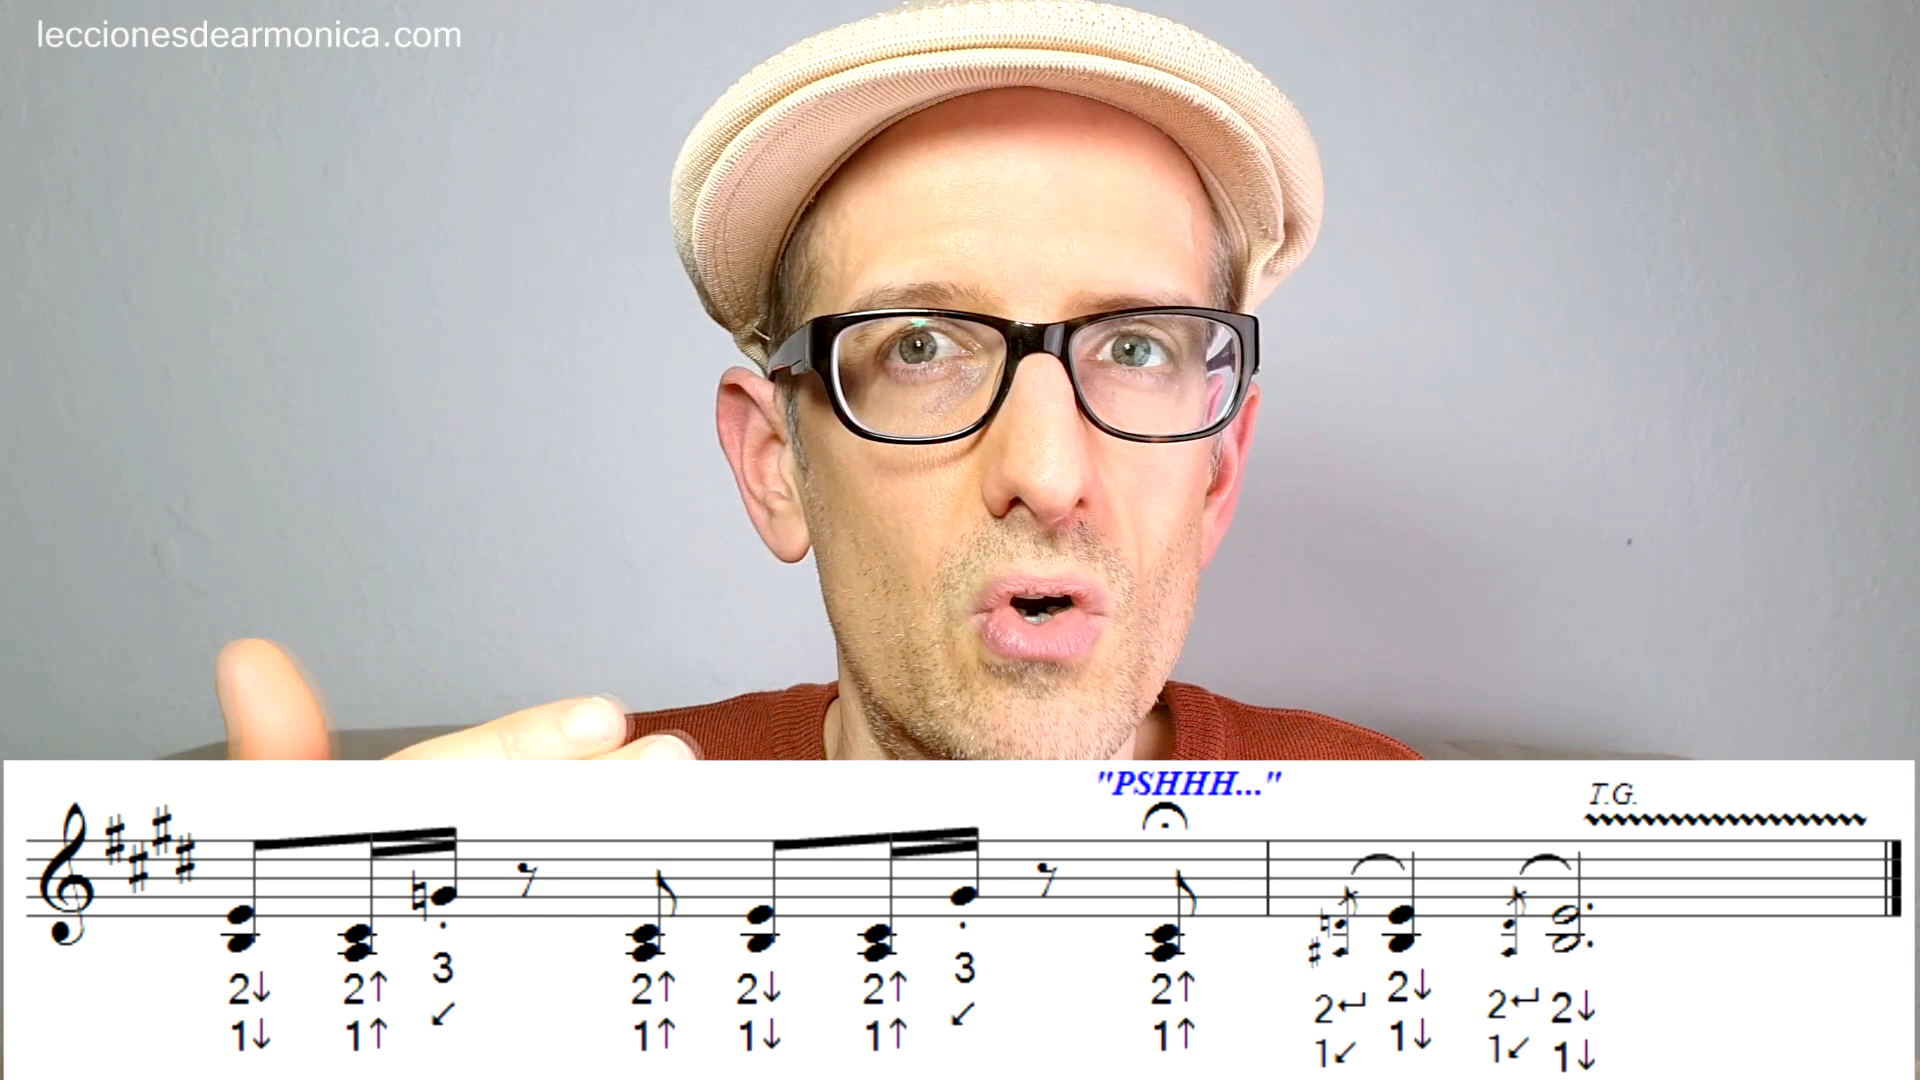 leccionesdearmonica.com
"PSHHH..."
T.G.
2↓ 2↑ 3 2↑ 2↓ 2↑ 3 2↑ 2↵ 2↓ 2↵ 2↓
1↓ 1↑ ↙ 1↑ 1↓ 1↑ ↙ 1↑ 1↙ 1↓ 1↙ 1↓